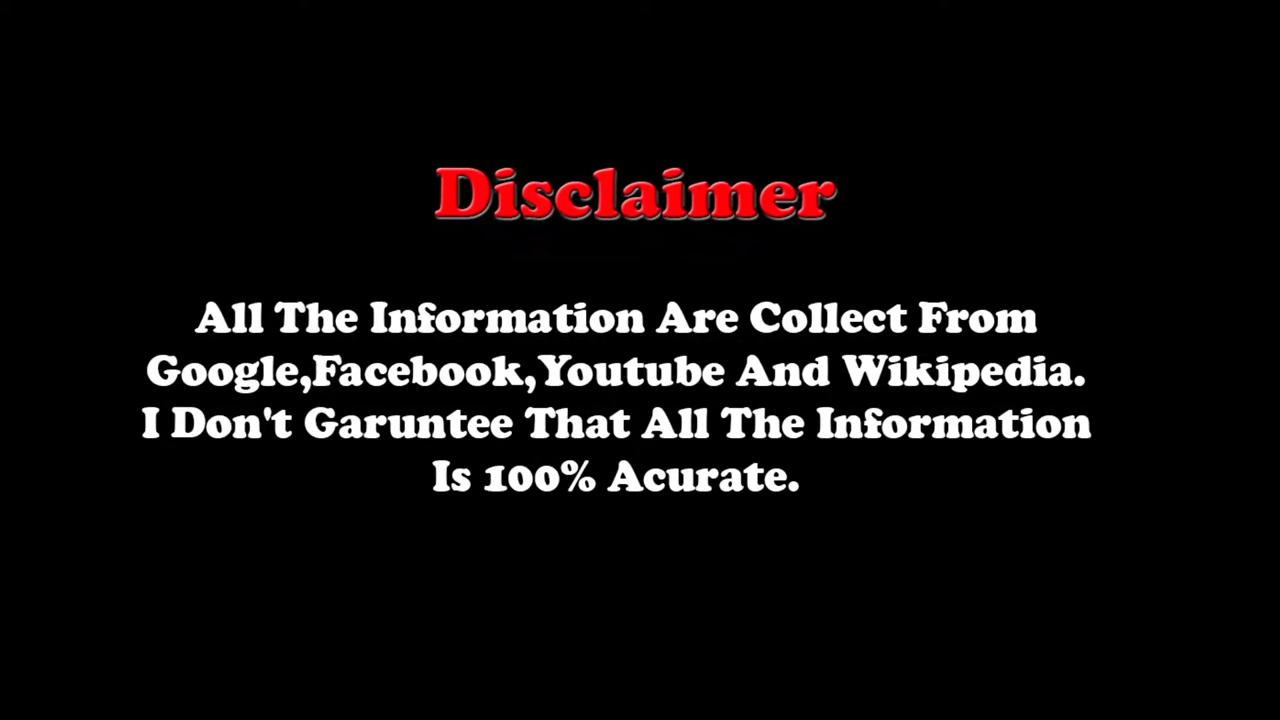 Disclaimer
All The Information Are Collect From
Google,Facebook,Youtube And Wikipedia.
I Don't Garuntee That All The Information
Is 100% Acurate.